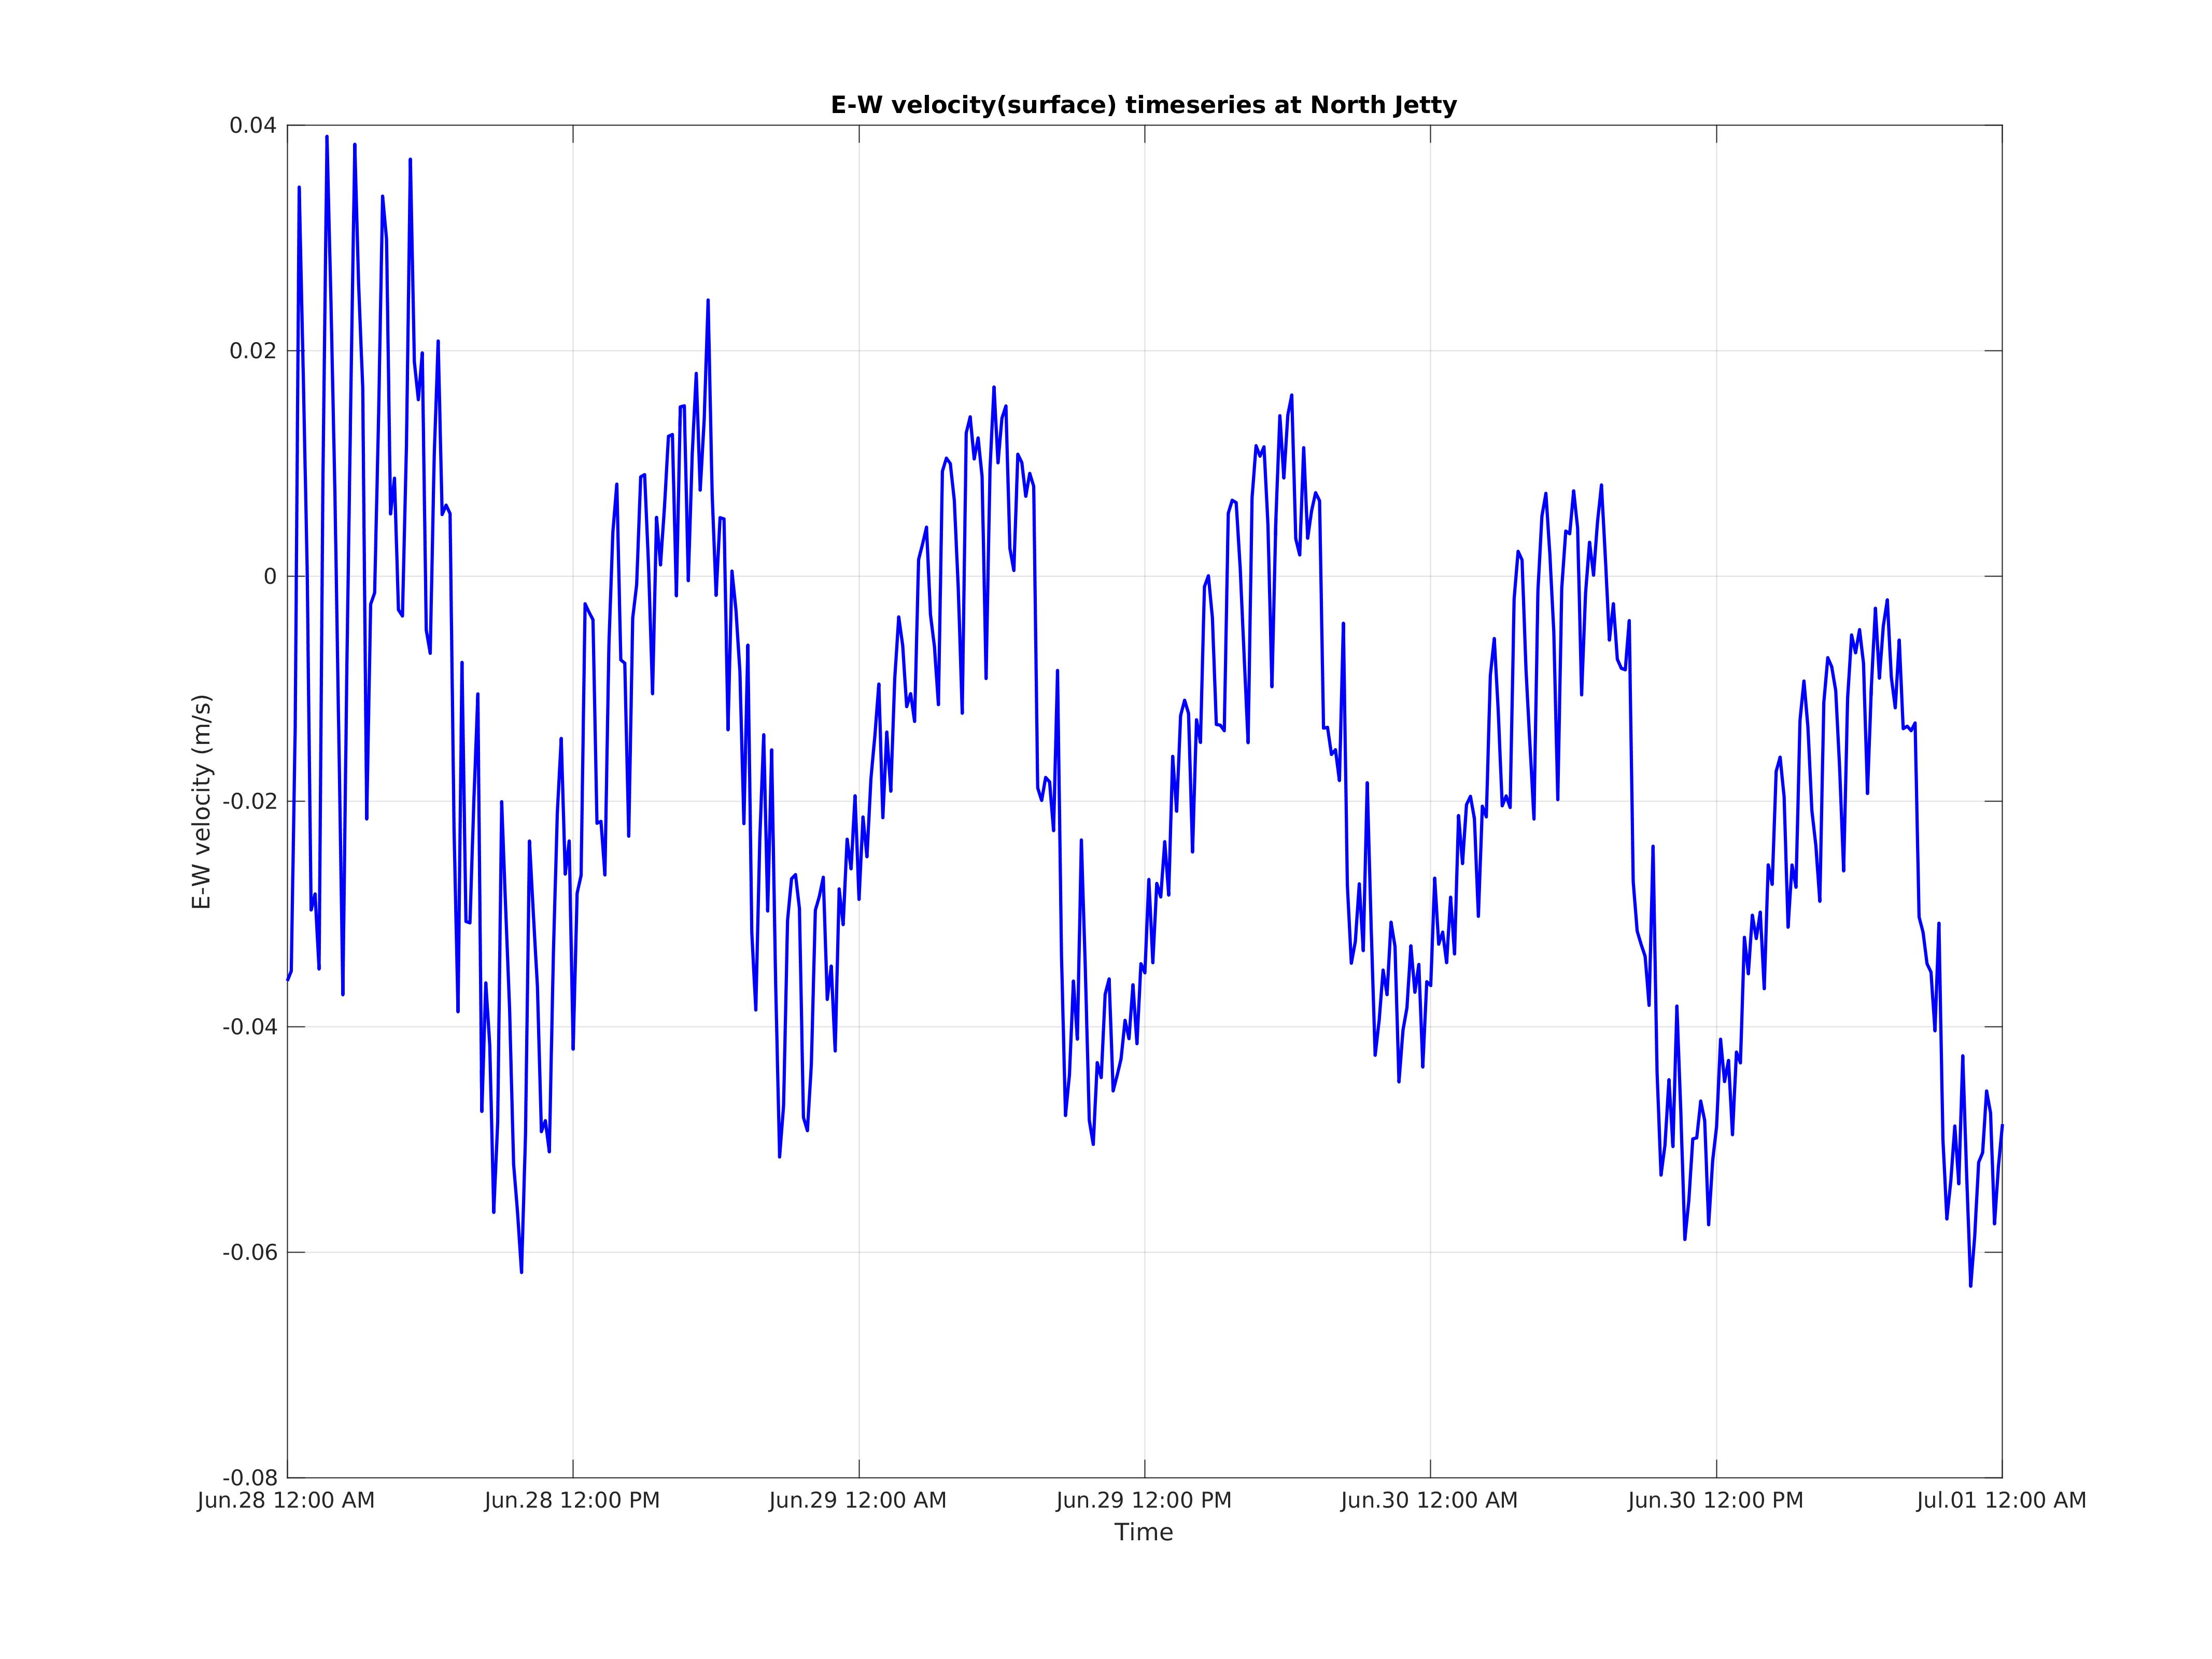 E-W velocity(surface) timeseries at North Jetty
0.04
0.02
0
-0.02
-0.04
-0.06
-0.08
E-W velocity (m/s)
Jun.28 12:00 AM
Jun.28 12:00 PM
Jun.29 12:00 AM
Jun.29 12:00 PM
Jun.30 12:00 AM
Jun.30 12:00 PM
Jul.01 12:00 AM
Time